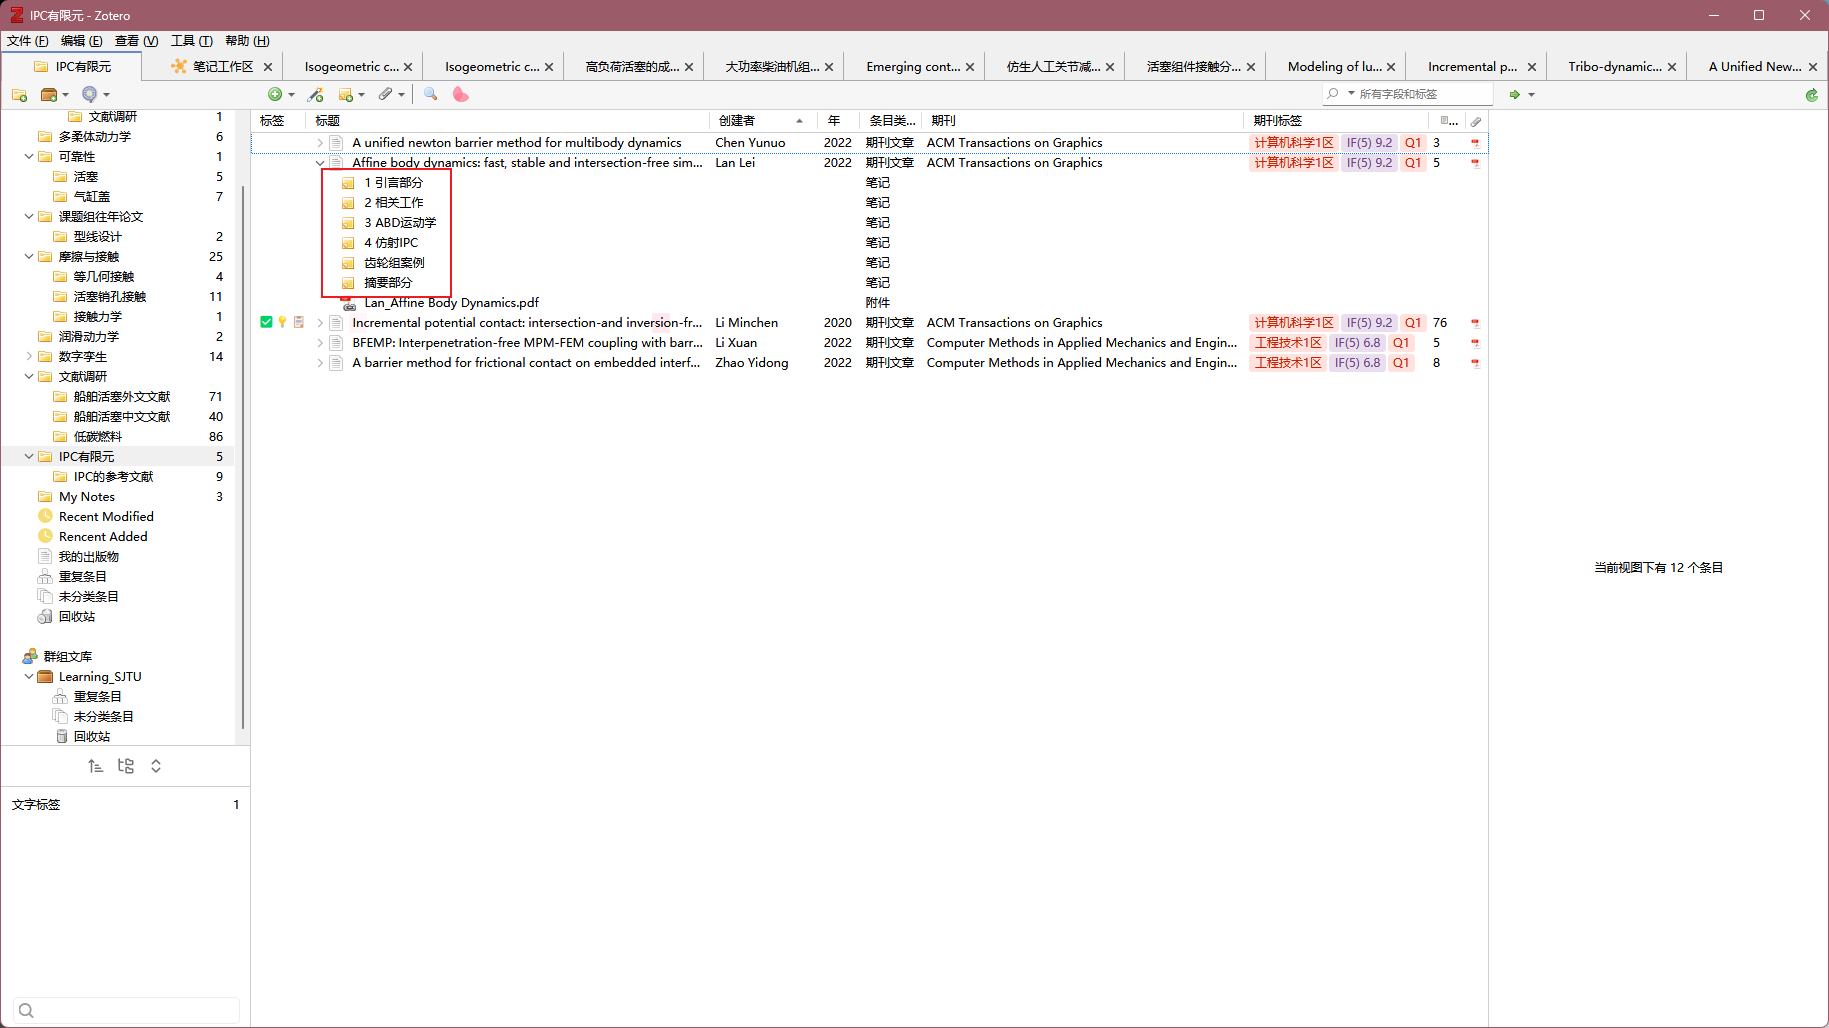 IPC有限元 - Zotero
文件 (F) 编辑 (E) 查看 (V) 工具 (T) 帮助 (H)
IPC有限元 笔记工作区 Isogeometric c... Isogeometric c... 高负荷活塞的成... 大功率柴油机组... Emerging cont... 仿生人工关节减... 活塞组件接触分... Modeling of lu... Incremental p... Tribo-dynamic... A Unified New...
所有字段和标签
文献调研 1
多柔体动力学 6
可靠性 1
活塞 5
气缸盖 7
课题组往年论文
型线设计 2
摩擦与接触 25
等几何接触 4
活塞销孔接触 11
接触力学 1
润滑动力学 2
数字孪生 14
文献调研
船舶活塞外文文献 71
船舶活塞中文文献 40
低碳燃料 86
IPC有限元 5
IPC的参考文献 9
My Notes 3
Recent Modified
Rencent Added
我的出版物
重复条目
未分类条目
回收站
群组文库
Learning_SJTU
重复条目
未分类条目
回收站
文字标签 1
标签 标题 创建者 年 条目类... 期刊 期刊标签 ...
A unified newton barrier method for multibody dynamics Chen Yunuo 2022 期刊文章 ACM Transactions on Graphics 计算机科学1区 IF(5) 9.2 Q1 3
Affine body dynamics: fast, stable and intersection-free sim... Lan Lei 2022 期刊文章 ACM Transactions on Graphics 计算机科学1区 IF(5) 9.2 Q1 5
1 引言部分 笔记
2 相关工作 笔记
3 ABD运动学 笔记
4 仿射IPC 笔记
齿轮组案例 笔记
摘要部分 笔记
Lan_Affine Body Dynamics.pdf 附件
Incremental potential contact: intersection-and inversion-fr... Li Minchen 2020 期刊文章 ACM Transactions on Graphics 计算机科学1区 IF(5) 9.2 Q1 76
BFEMP: Interpenetration-free MPM-FEM coupling with barr... Li Xuan 2022 期刊文章 Computer Methods in Applied Mechanics and Engin... 工程技术1区 IF(5) 6.8 Q1 5
A barrier method for frictional contact on embedded interf... Zhao Yidong 2022 期刊文章 Computer Methods in Applied Mechanics and Engin... 工程技术1区 IF(5) 6.8 Q1 8
当前视图下有 12 个条目